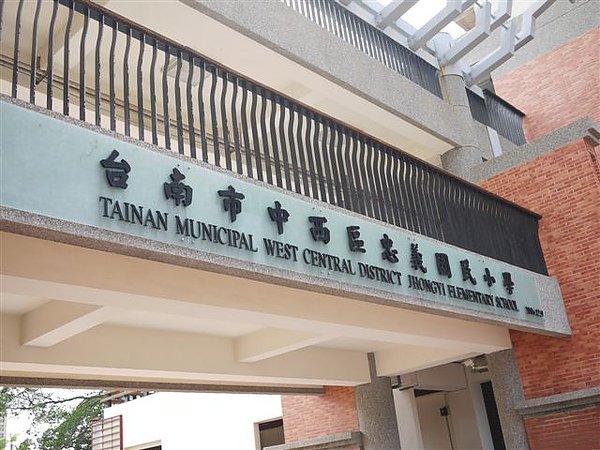 台南市中西區忠義國民小學
TAINAN MUNICIPAL WEST CENTRAL DISTRICT JHONGYI ELEMENTARY SCHOOL